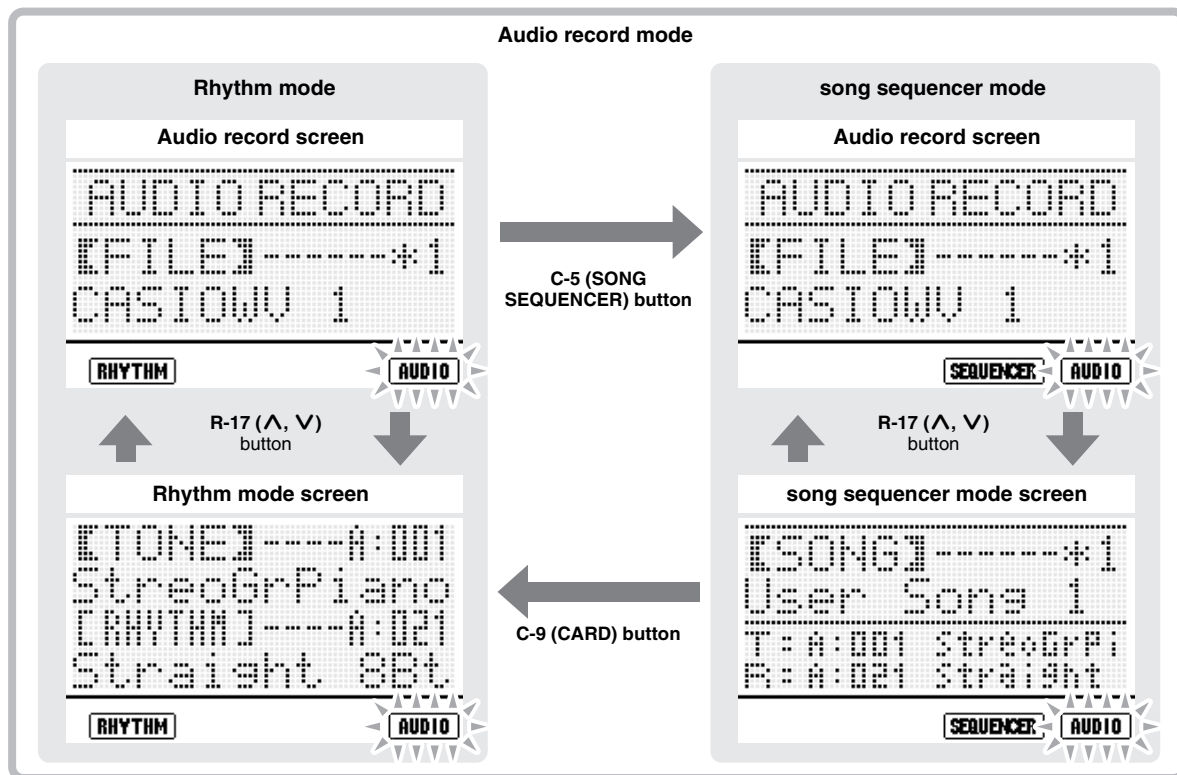 Audio record mode
Rhythm mode
Audio record screen
AUDIO RECORD
【FILE】------*1
CASIOWV 1
RHYTHM
AUDIO
R-17 (∧, ∨)
button
Rhythm mode screen
【TONE】----A:001
StreoGrPiano
[RHYTHM]----A:021
Straight 8Bt
RHYTHM
AUDIO
C-5 (SONG
SEQUENCER) button
C-9 (CARD) button
song sequencer mode
Audio record screen
AUDIO RECORD
【FILE】------*1
CASIOWV 1
SEQUENCER
AUDIO
R-17 (∧, ∨)
button
song sequencer mode screen
【SONG】------*1
User Song 1
T:A:001 StreoGrPi
R:A:021 Straight
SEQUENCER
AUDIO